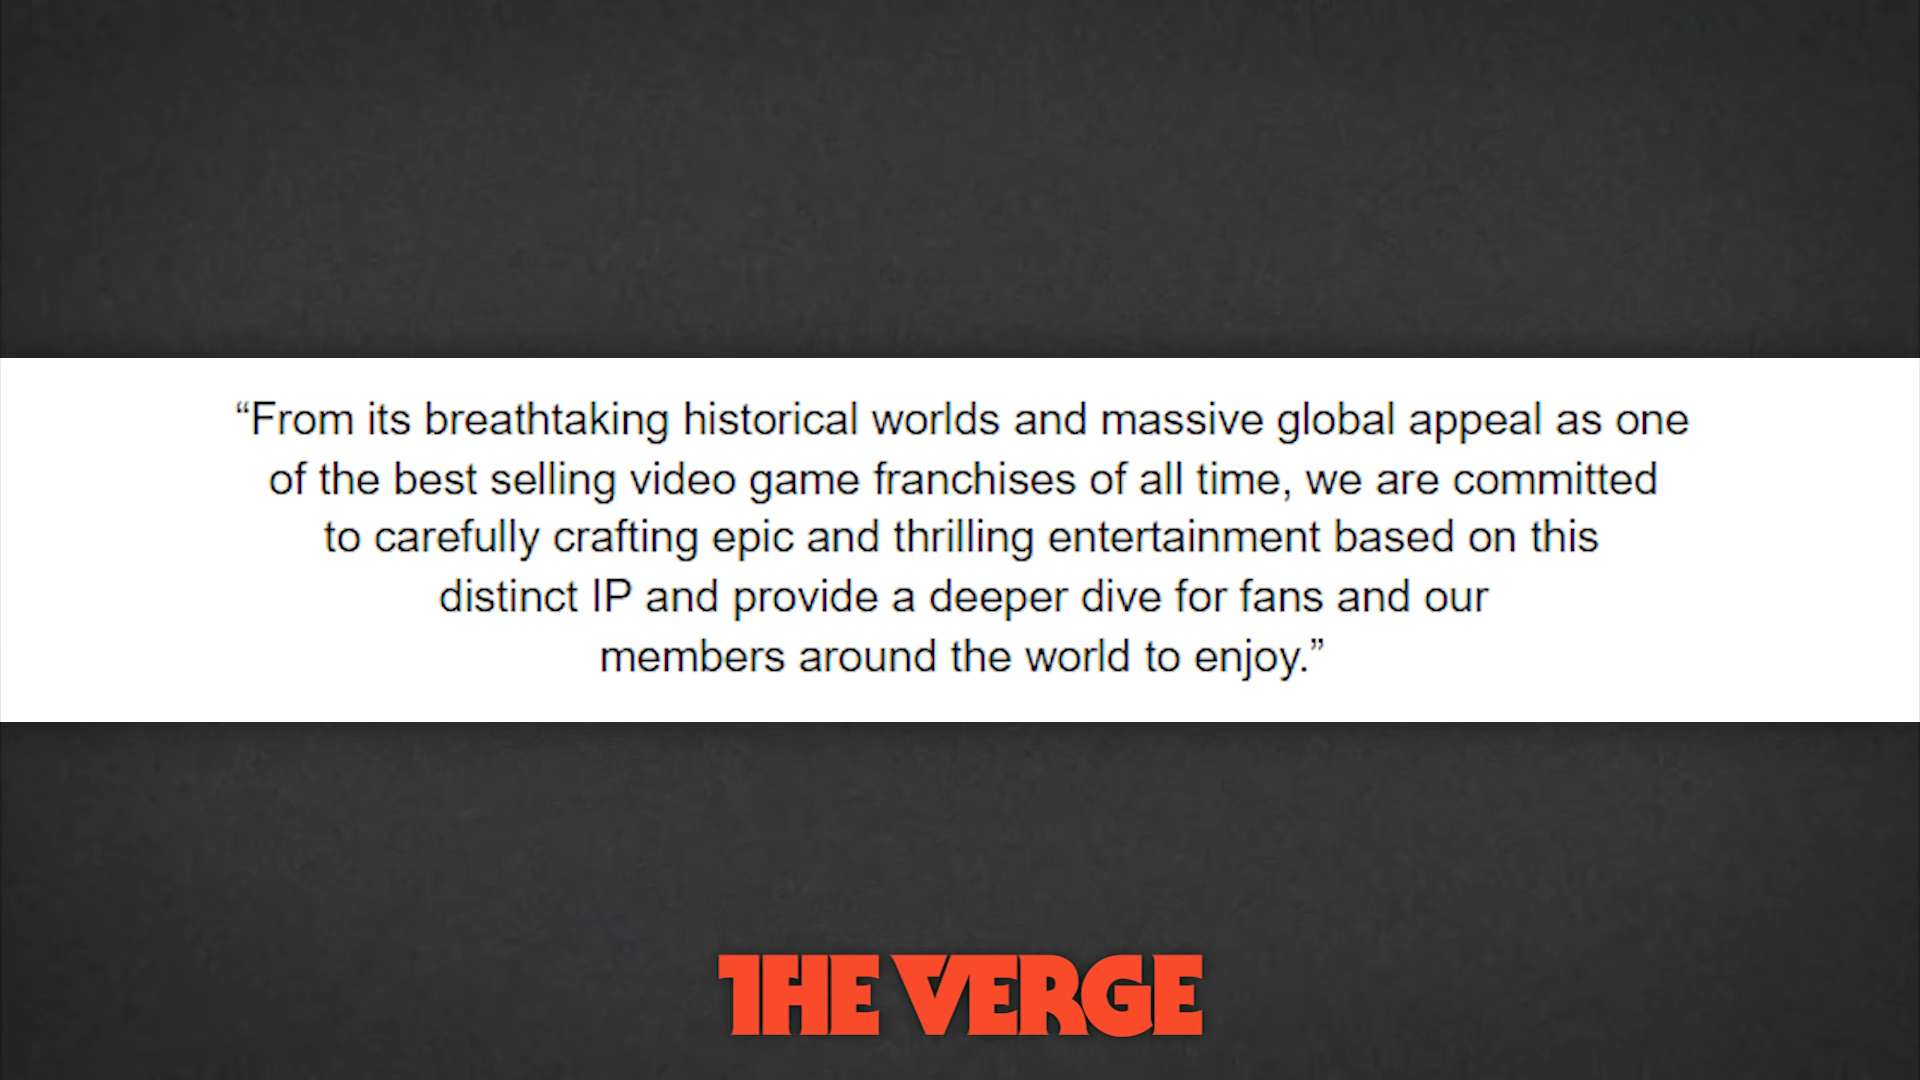 “From its breathtaking historical worlds and massive global appeal as one
of the best selling video game franchises of all time, we are committed
to carefully crafting epic and thrilling entertainment based on this
distinct IP and provide a deeper dive for fans and our
members around the world to enjoy.”
THE VERGE